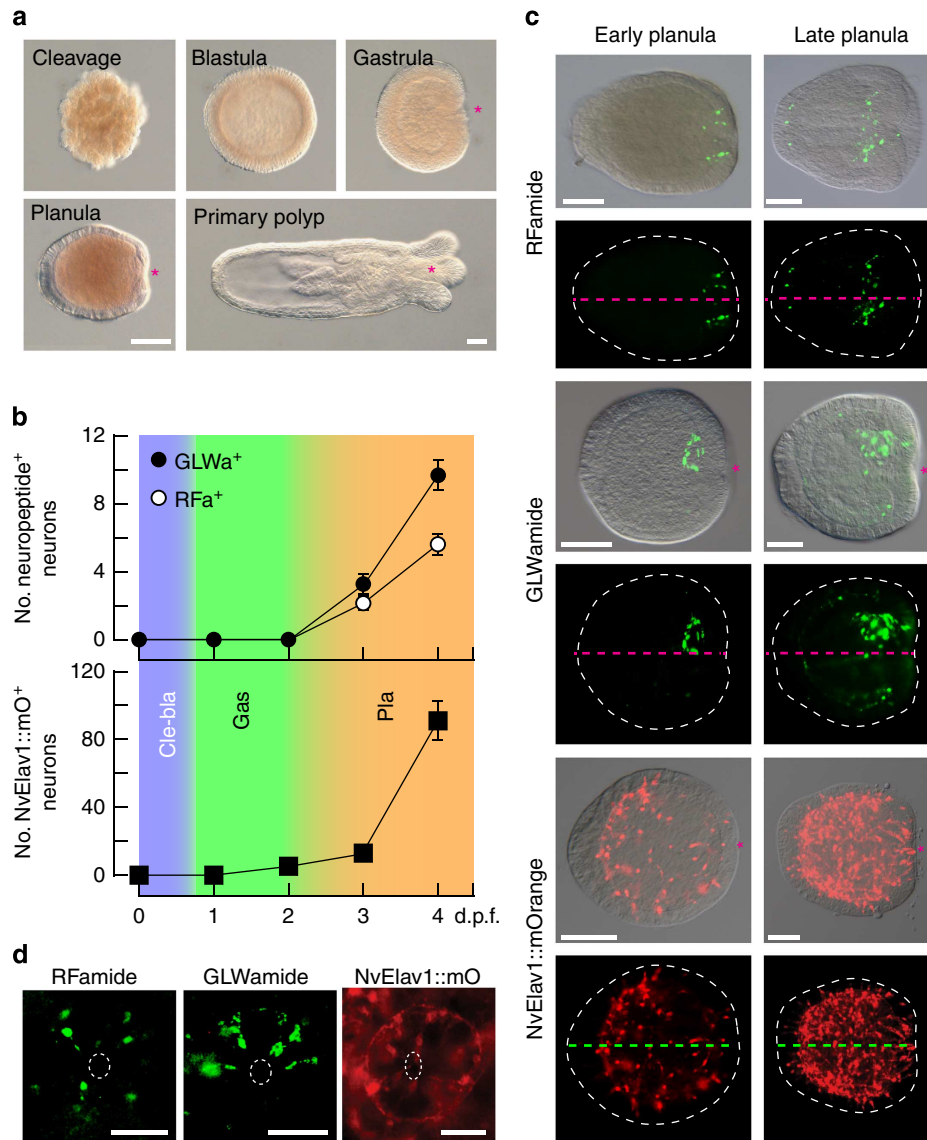 a
Cleavage
Blastula
Gastrula
*
Planula
*
Primary polyp
*
b
No. neuropeptide+
neurons
12
8
4
0
GLWa+
RFa+
No. NvElav1::mO+
neurons
120
80
40
0
Cle-bla
Gas
Pla
0 1 2 3 4 d.p.f.
c
Early planula
Late planula
RFamide
GLWamide
*
*
NvElav1::mOrange
*
*
d
RFamide
GLWamide
NvElav1::mO